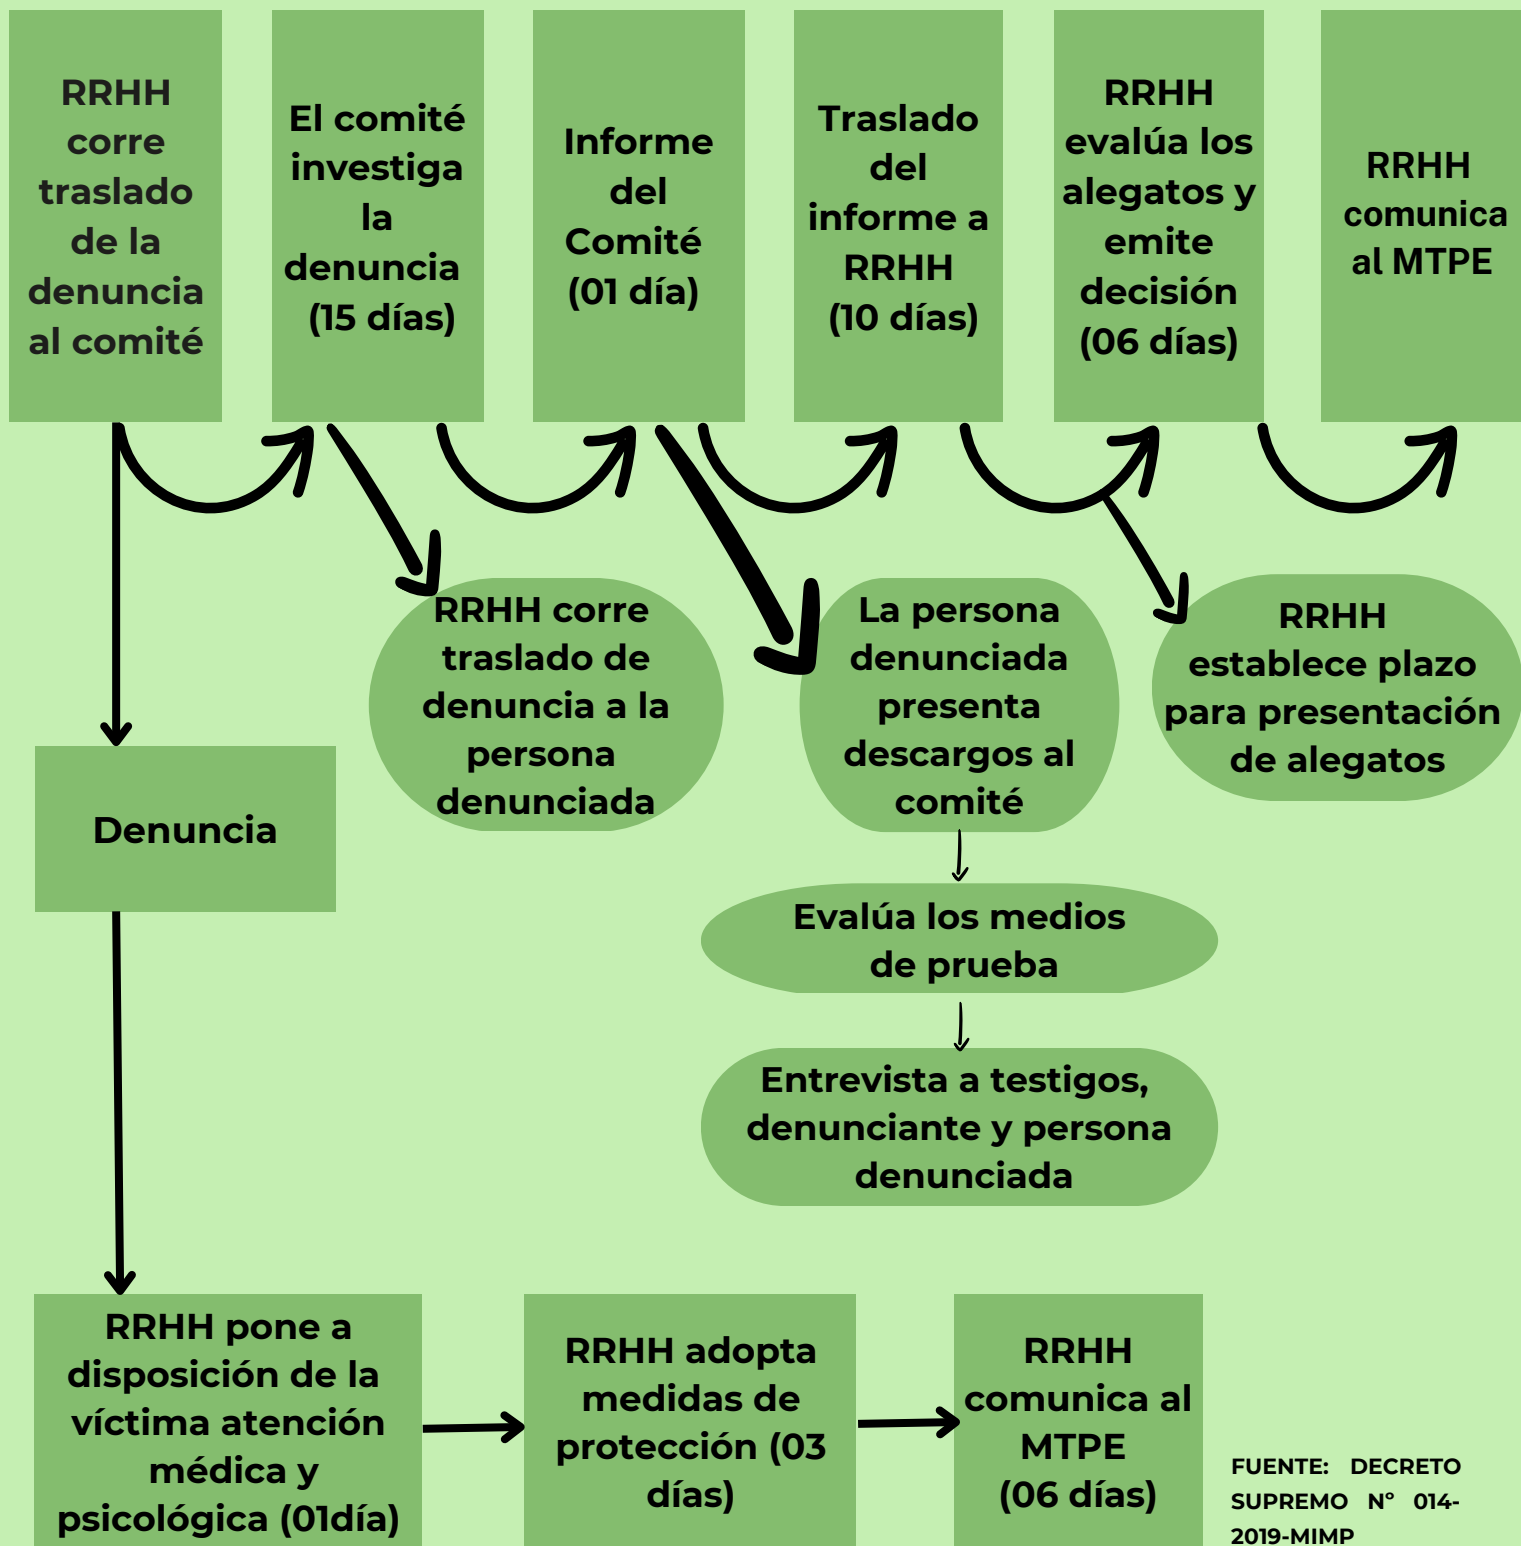 RRHH
corre
traslado
de la
denuncia
al comité
El comité
investiga
la
denuncia
(15 días)
Informe
del
Comité
(01 día)
Traslado
del
informe a
RRHH
(10 días)
RRHH
evalúa los
alegatos y
emite
decisión
(06 días)
RRHH
comunica
al MTPE
RRHH corre
traslado de
denuncia a la
persona
denunciada
La persona
denunciada
presenta
descargos al
comité
RRHH
establece plazo
para presentación
de alegatos
Denuncia
Evalúa los medios
de prueba
Entrevista a testigos,
denunciante y persona
denunciada
RRHH pone a
disposición de la
víctima atención
médica y
psicológica (01día)
RRHH adopta
medidas de
protección (03
días)
RRHH
comunica al
MTPE
(06 días)
FUENTE: DECRETO
SUPREMO Nº 014-
2019-MIMP